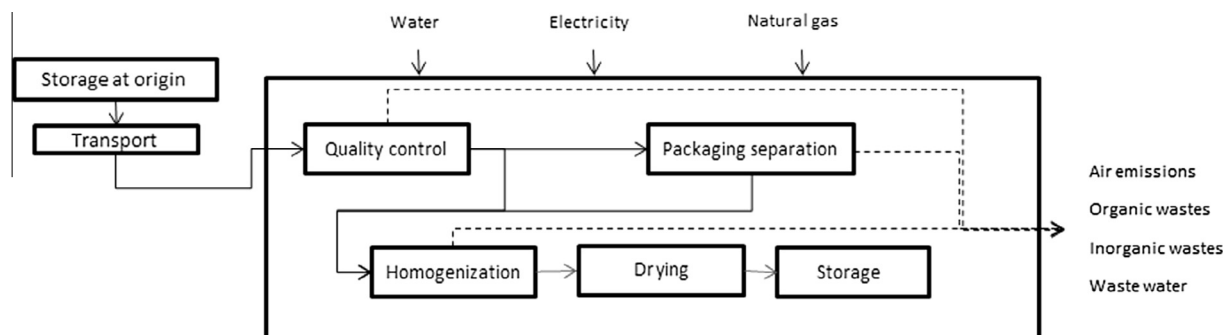 Water
Electricity
Natural gas
Storage at origin
Transport
Quality control
Packaging separation
Air emissions
Organic wastes
Inorganic wastes
Waste water
Homogenization
Drying
Storage